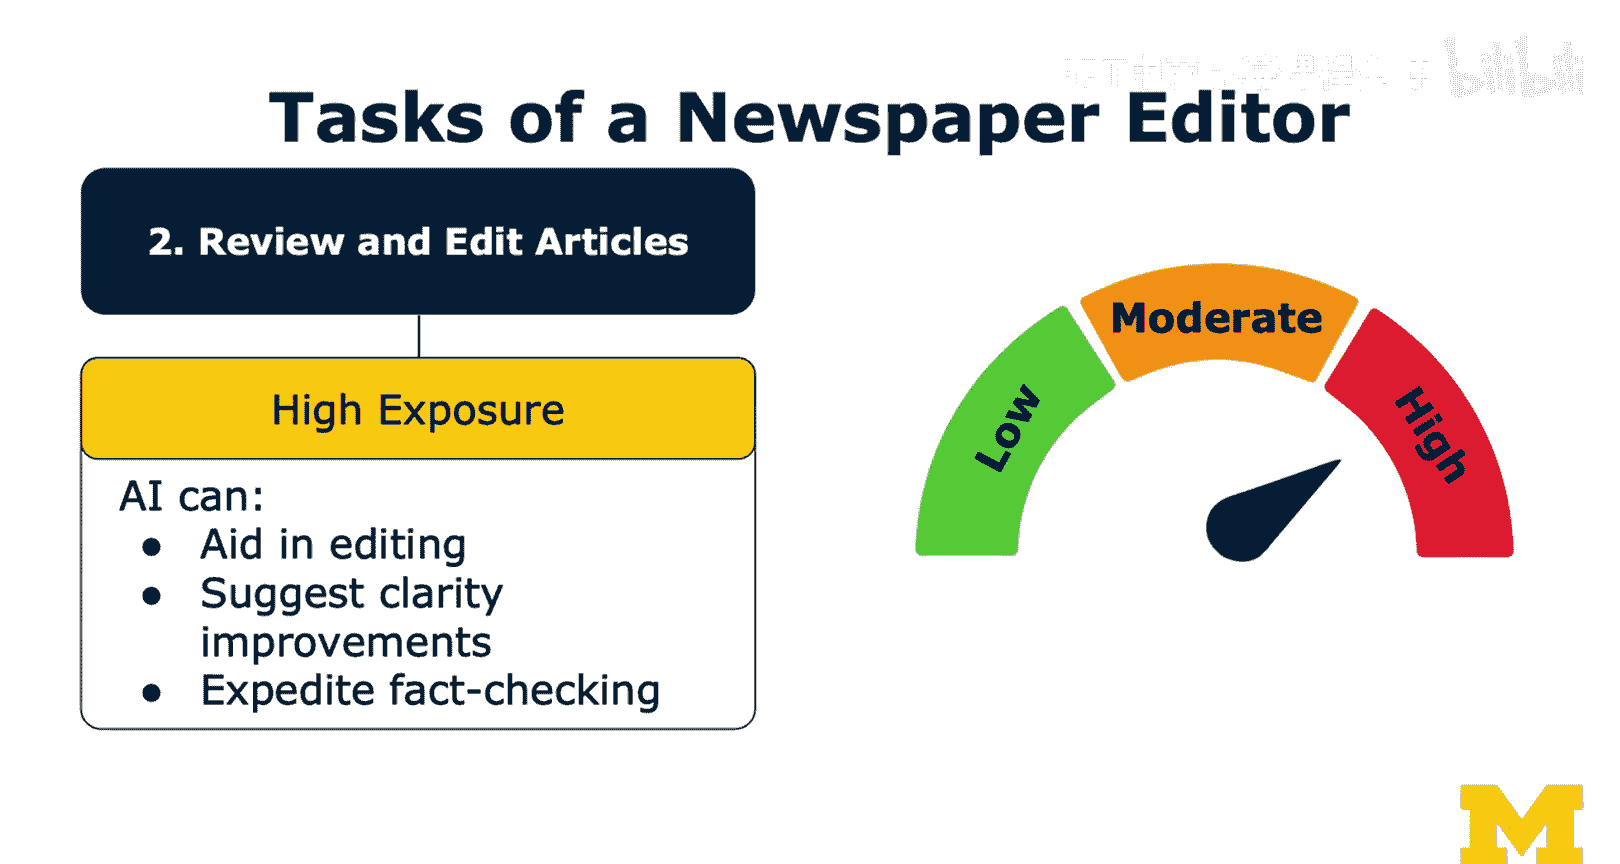 bilibili
Tasks of a Newspaper Editor
2. Review and Edit Articles
High Exposure
AI can:
● Aid in editing
● Suggest clarity
improvements
● Expedite fact-checking
Low
Moderate
High
M